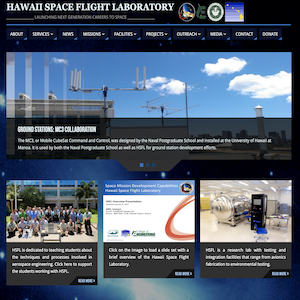 HAWAII SPACE FLIGHT LABORATORY
LAUNCHING NEXT GENERATION CAREERS TO SPACE
ABOUT SERVICES NEWS MISSIONS FACILITIES PROJECTS OUTREACH MEDIA CONTACT DONATE
GROUND STATIONS: MC3 COLLABORATION
The MC3, or Mobile CubeSat Command and Control, was designed by the Naval Postgraduate School and installed at the University of Hawaii at
Manoa. It is used by both the Naval Postgraduate School as well as HSFL for ground station development efforts.
HSFL is dedicated to teaching students about
the techniques and processes involved in
aerospace engineering. Click here to support
the students working with HSFL.
READ MORE
Space Mission Development Capabilities
Hawaii Space Flight Laboratory
HSFL Overview Presentation
ENGINEERING
Click on the image to load a slide set with a
brief overview of the Hawaii Space Flight
Laboratory.
READ MORE
HSFL is a research lab with testing and
integration facilities that range from avionics
fabrication to environmental testing.
READ MORE